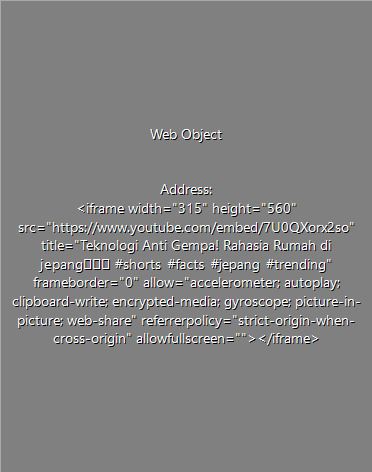 Web Object
Address:
<iframe width="315" height="560"
src="https://www.youtube.com/embed/7U0QXorx2so"
title="Teknologi Anti Gempa! Rahasia Rumah di
jepang▯▯▯ #shorts #facts #jepang #trending"
frameborder="0" allow="accelerometer; autoplay;
clipboard-write; encrypted-media; gyroscope; picture-in-
picture; web-share" referrerpolicy="strict-origin-when-
cross-origin" allowfullscreen=""></iframe>